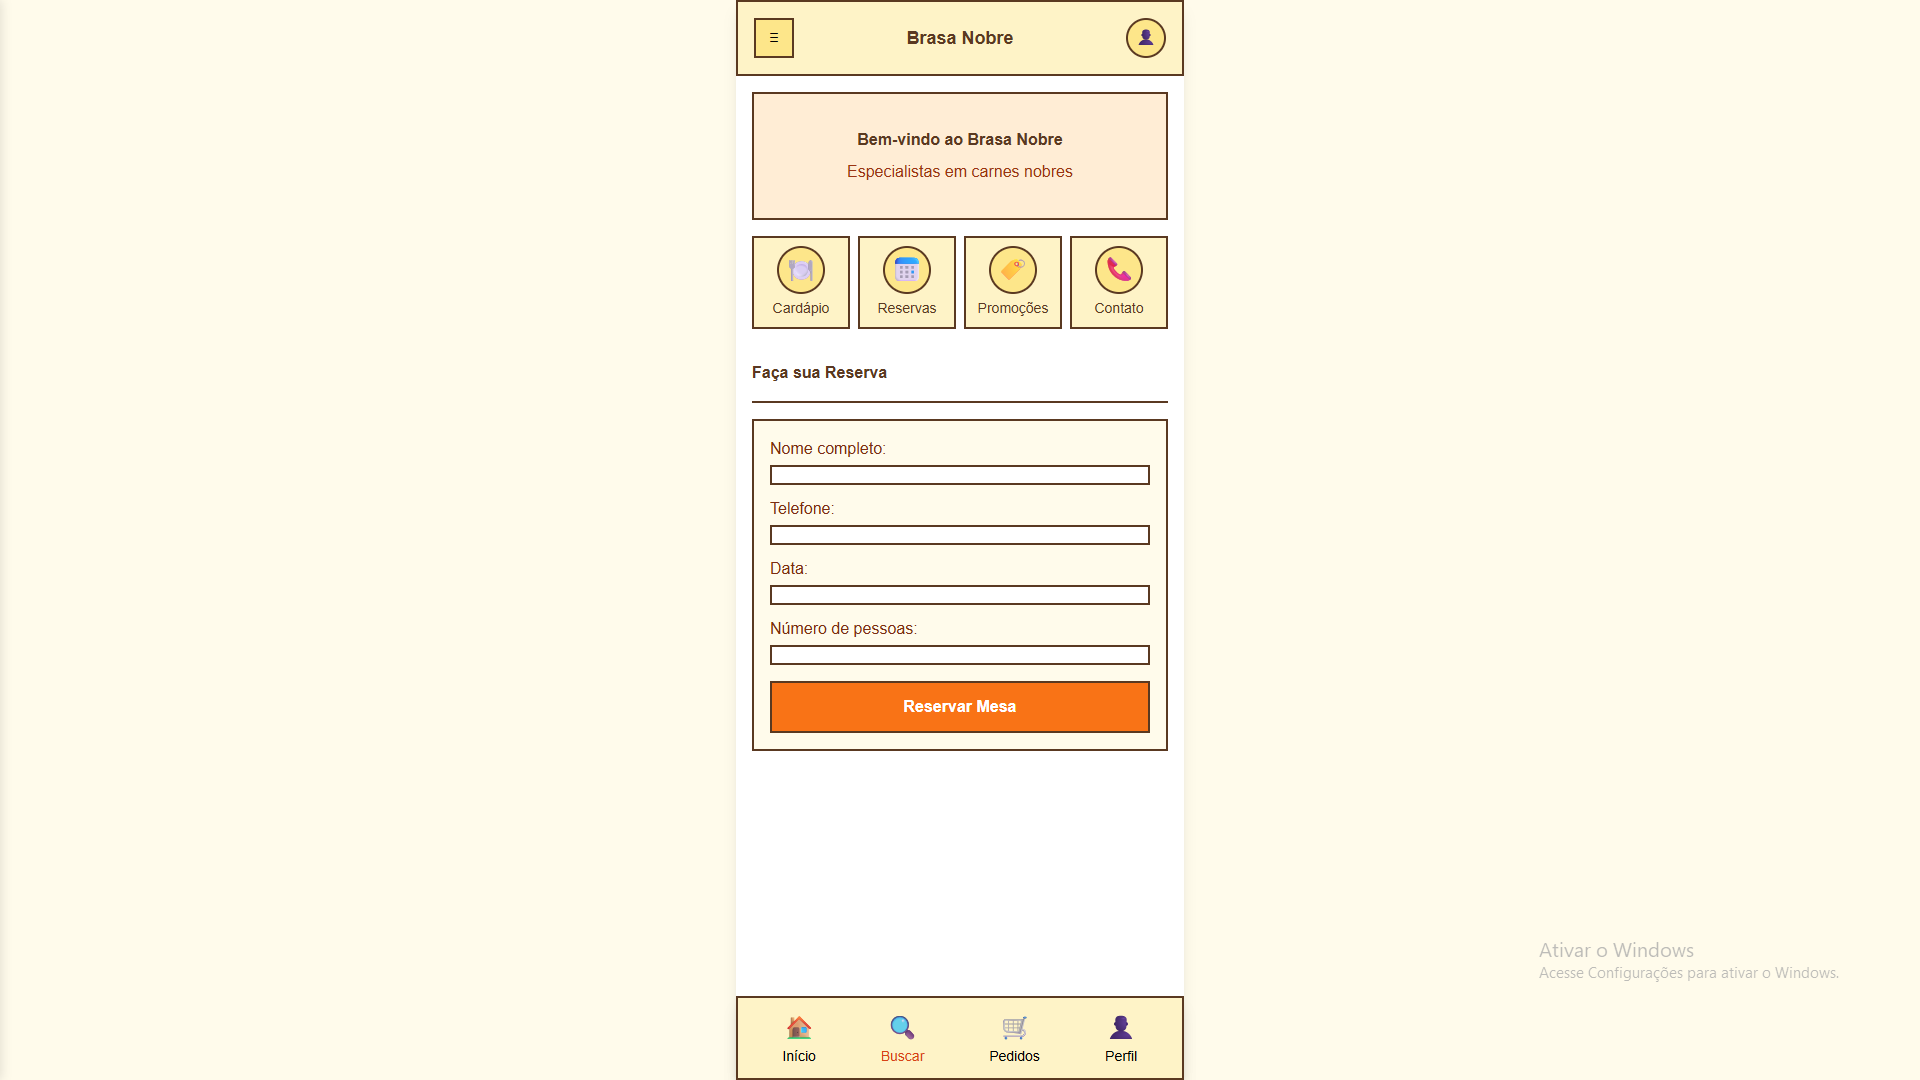 Brasa Nobre
Bem-vindo ao Brasa Nobre
Especialistas em carnes nobres
Cardápio
Reservas
Promoções
Contato
Faça sua Reserva
Nome completo:
Telefone:
Data:
Número de pessoas:
Reservar Mesa
Ativar o Windows
Acesse Configurações para ativar o Windows.
Início
Buscar
Pedidos
Perfil